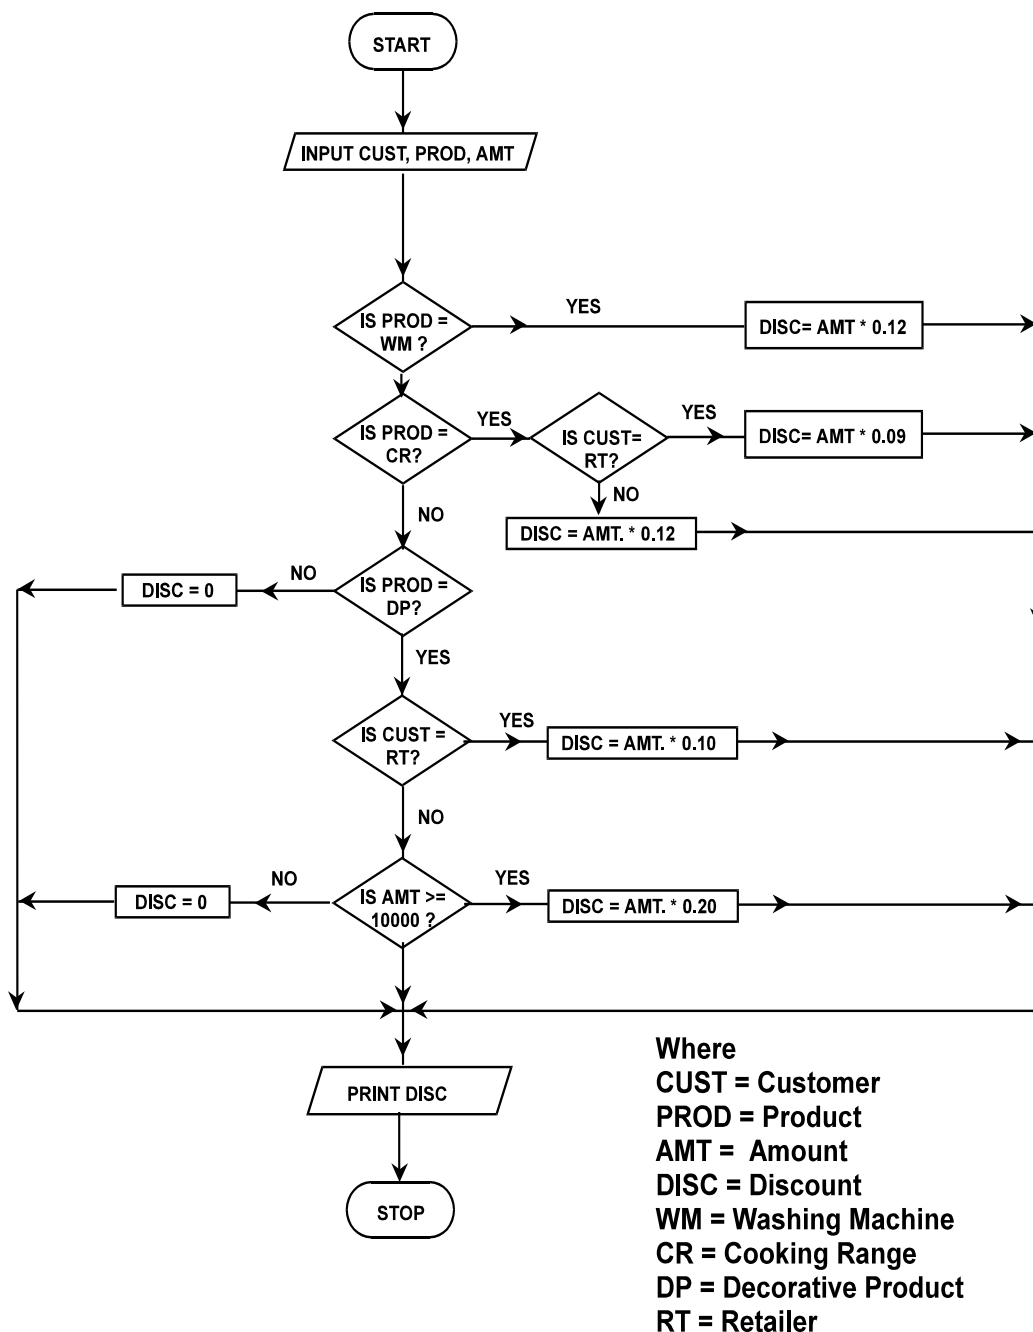 START
INPUT CUST, PROD, AMT
IS PROD =
WM ?
YES
DISC= AMT * 0.12
IS PROD =
CR?
YES
IS CUST=
RT?
YES
DISC= AMT * 0.09
NO
NO
DISC = AMT. * 0.12
IS PROD =
DP?
NO
DISC = 0
YES
IS CUST =
RT?
YES
DISC = AMT. * 0.10
NO
IS AMT >=
10000 ?
NO
DISC = 0
YES
DISC = AMT. * 0.20
PRINT DISC
STOP
Where
CUST = Customer
PROD = Product
AMT = Amount
DISC = Discount
WM = Washing Machine
CR = Cooking Range
DP = Decorative Product
RT = Retailer